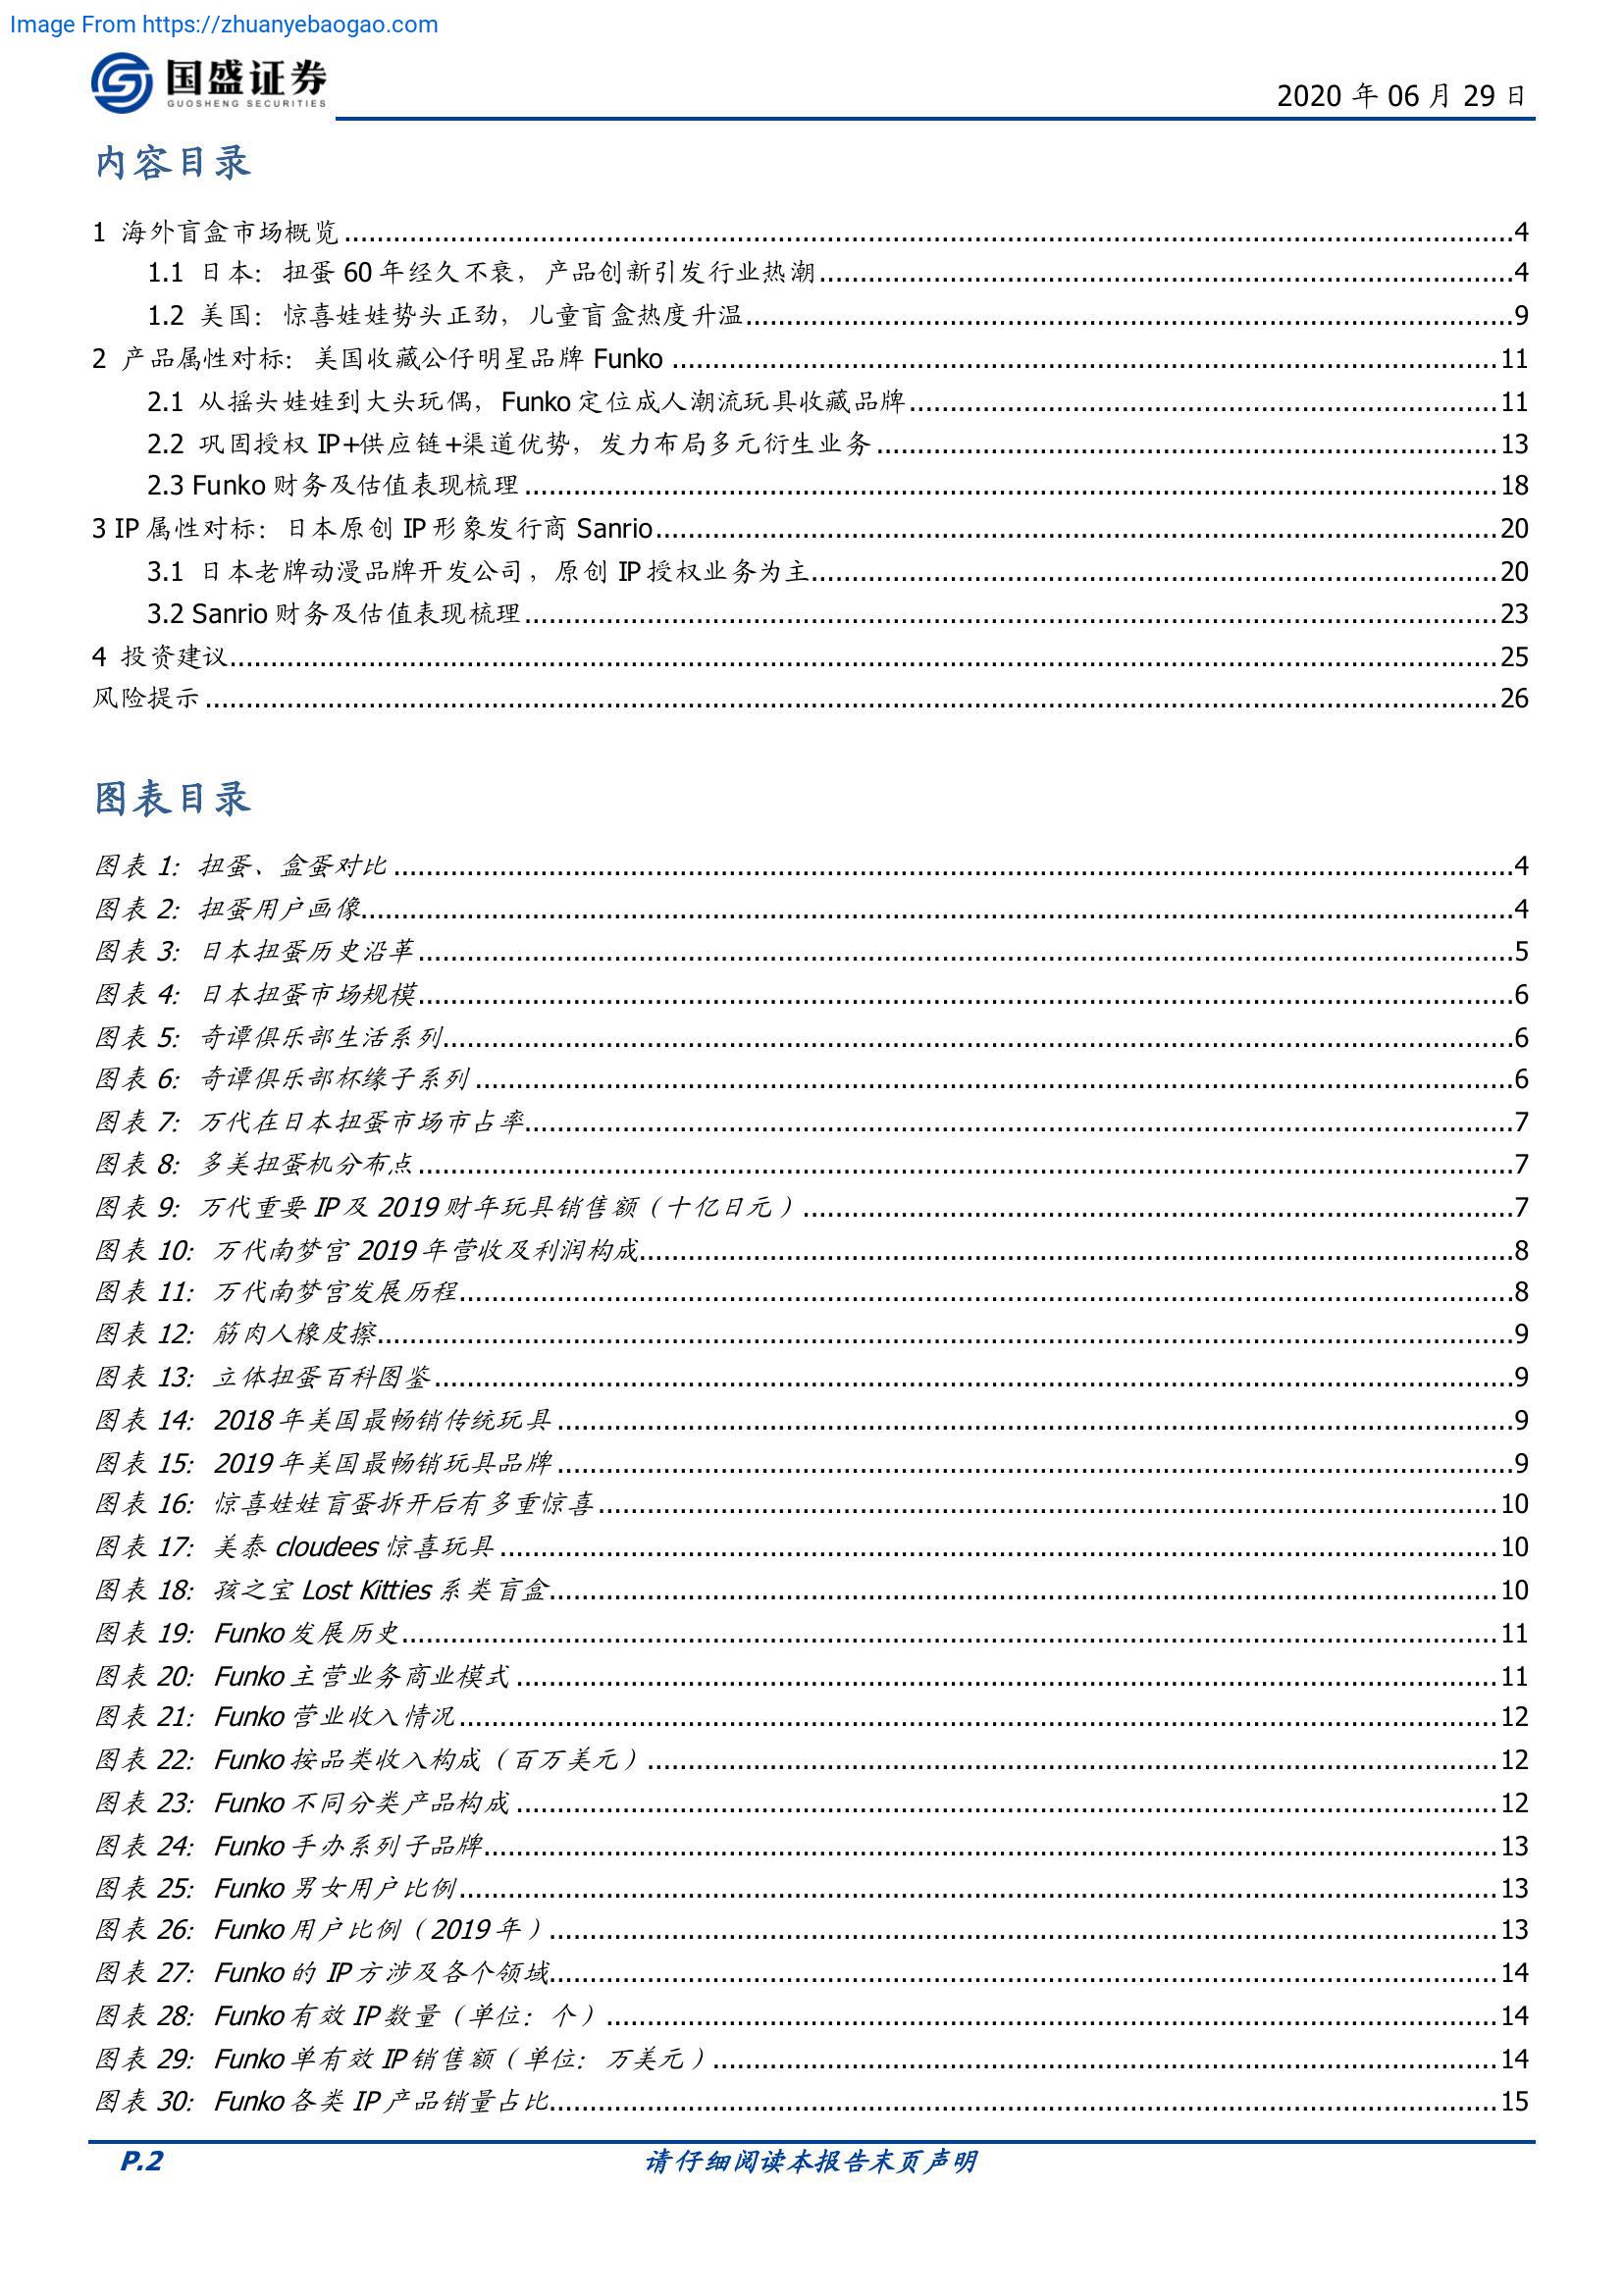 Image From https://zhuanyebaogao.com
国盛证券
GUOSHENG SECURITIES
2020 年 06 月 29 日
内容目录
1 海外盲盒市场概览 4
1.1 日本：扭蛋 60 年经久不衰，产品创新引发行业热潮 4
1.2 美国：惊喜娃娃势头正劲，儿童盲盒热度升温 9
2 产品属性对标：美国收藏公仔明星品牌 Funko 11
2.1 从摇头娃娃到大头玩偶，Funko 定位成人潮流玩具收藏品牌 11
2.2 巩固授权 IP+供应链+渠道优势，发力布局多元衍生业务 13
2.3 Funko 财务及估值表现梳理 18
3 IP 属性对标：日本原创 IP 形象发行商 Sanrio 20
3.1 日本老牌动漫品牌开发公司，原创 IP 授权业务为主 20
3.2 Sanrio 财务及估值表现梳理 23
4 投资建议 25
风险提示 26
图表目录
图表 1：扭蛋、盒蛋对比 4
图表 2：扭蛋用户画像 4
图表 3：日本扭蛋历史沿革 5
图表 4：日本扭蛋市场规模 6
图表 5：奇谭俱乐部生活系列 6
图表 6：奇谭俱乐部杯缘子系列 6
图表 7：万代在日本扭蛋市场市占率 7
图表 8：多美扭蛋机分布点 7
图表 9：万代重要 IP 及 2019 财年玩具销售额（十亿日元） 7
图表 10：万代南梦宫 2019 年营收及利润构成 8
图表 11：万代南梦宫发展历程 8
图表 12：筋肉人橡皮擦 9
图表 13：立体扭蛋百科图鉴 9
图表 14：2018 年美国最畅销传统玩具 9
图表 15：2019 年美国最畅销玩具品牌 9
图表 16：惊喜娃娃盲蛋拆开后有多重惊喜 10
图表 17：美泰 cloudees 惊喜玩具 10
图表 18：孩之宝 Lost Kitties 系类盲盒 10
图表 19：Funko 发展历史 11
图表 20：Funko 主营业务商业模式 11
图表 21：Funko 营业收入情况 12
图表 22：Funko 按品类收入构成（百万美元） 12
图表 23：Funko 不同分类产品构成 12
图表 24：Funko 手办系列子品牌 13
图表 25：Funko 男女用户比例 13
图表 26：Funko 用户比例（2019 年） 13
图表 27：Funko 的 IP 方涉及各个领域 14
图表 28：Funko 有效 IP 数量（单位：个） 14
图表 29：Funko 单有效 IP 销售额（单位：万美元） 14
图表 30：Funko 各类 IP 产品销量占比 15
P.2
请仔细阅读本报告末页声明